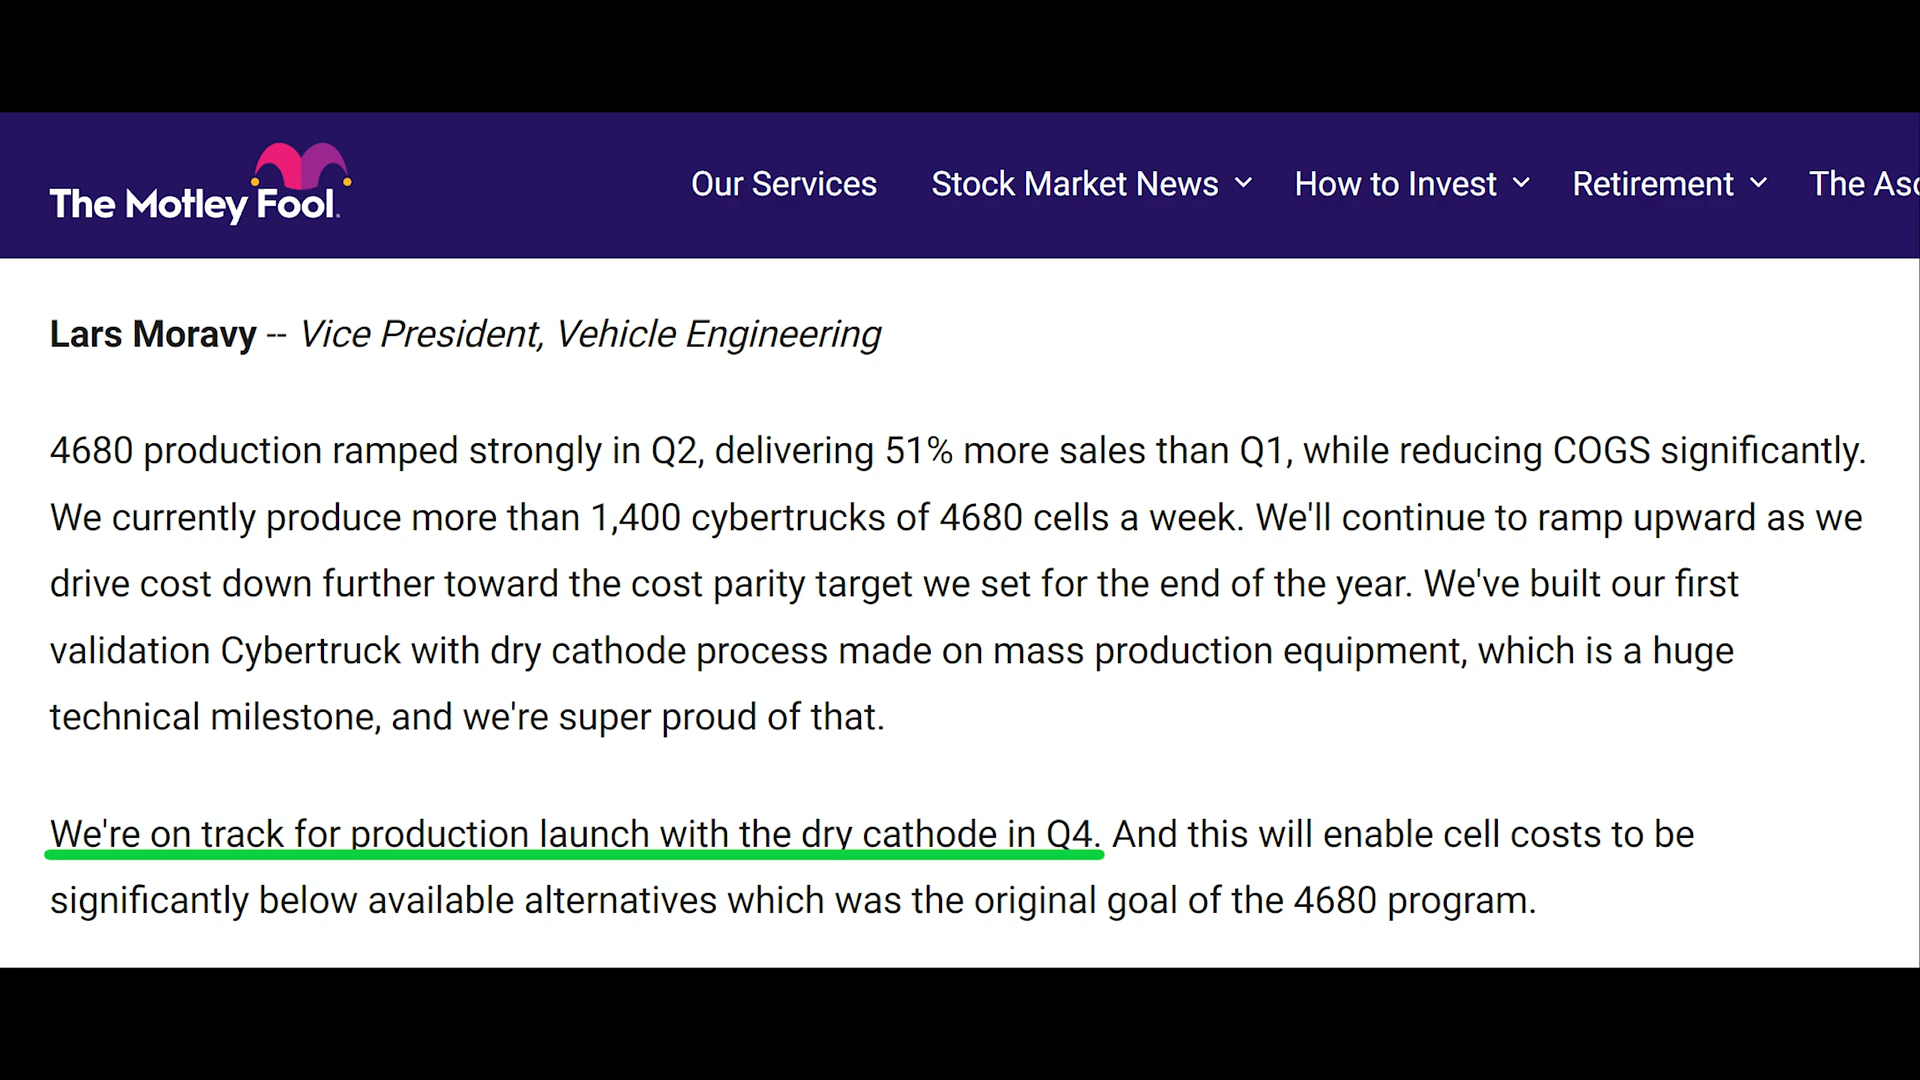 The Motley Fool.
Our Services Stock Market News How to Invest Retirement The Asc
Lars Moravy -- Vice President, Vehicle Engineering
4680 production ramped strongly in Q2, delivering 51% more sales than Q1, while reducing COGS significantly.
We currently produce more than 1,400 cybertrucks of 4680 cells a week. We'll continue to ramp upward as we
drive cost down further toward the cost parity target we set for the end of the year. We've built our first
validation Cybertruck with dry cathode process made on mass production equipment, which is a huge
technical milestone, and we're super proud of that.
We're on track for production launch with the dry cathode in Q4. And this will enable cell costs to be
significantly below available alternatives which was the original goal of the 4680 program.